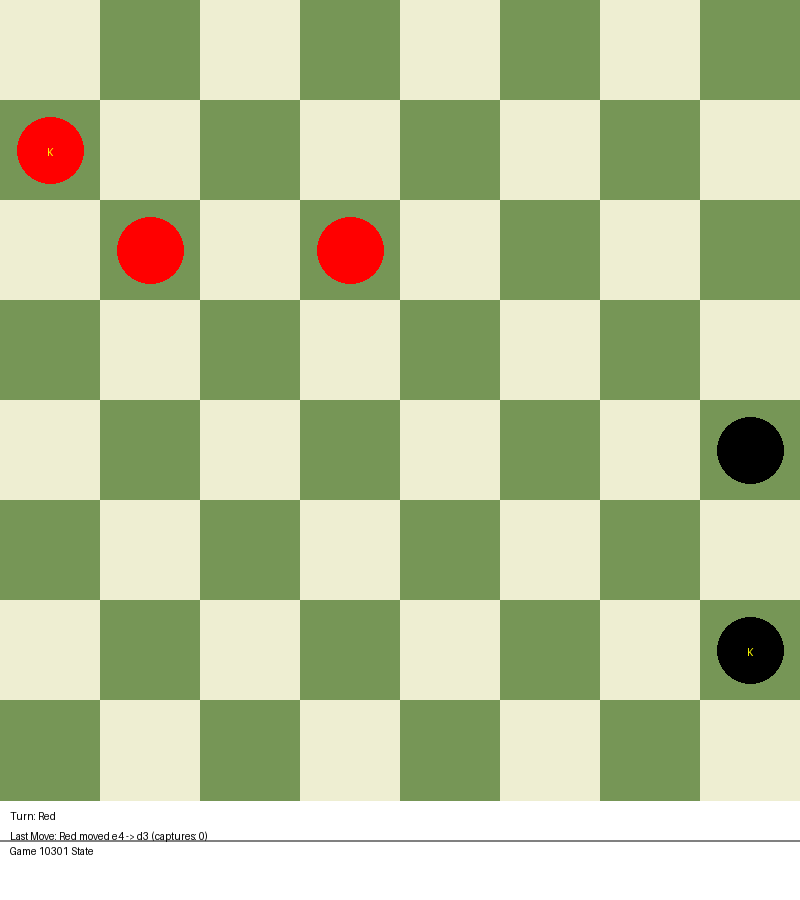 K
K
Turn: Red
Last Move: Red moved e4 -> d3 (captures: 0)
Game 10301 State